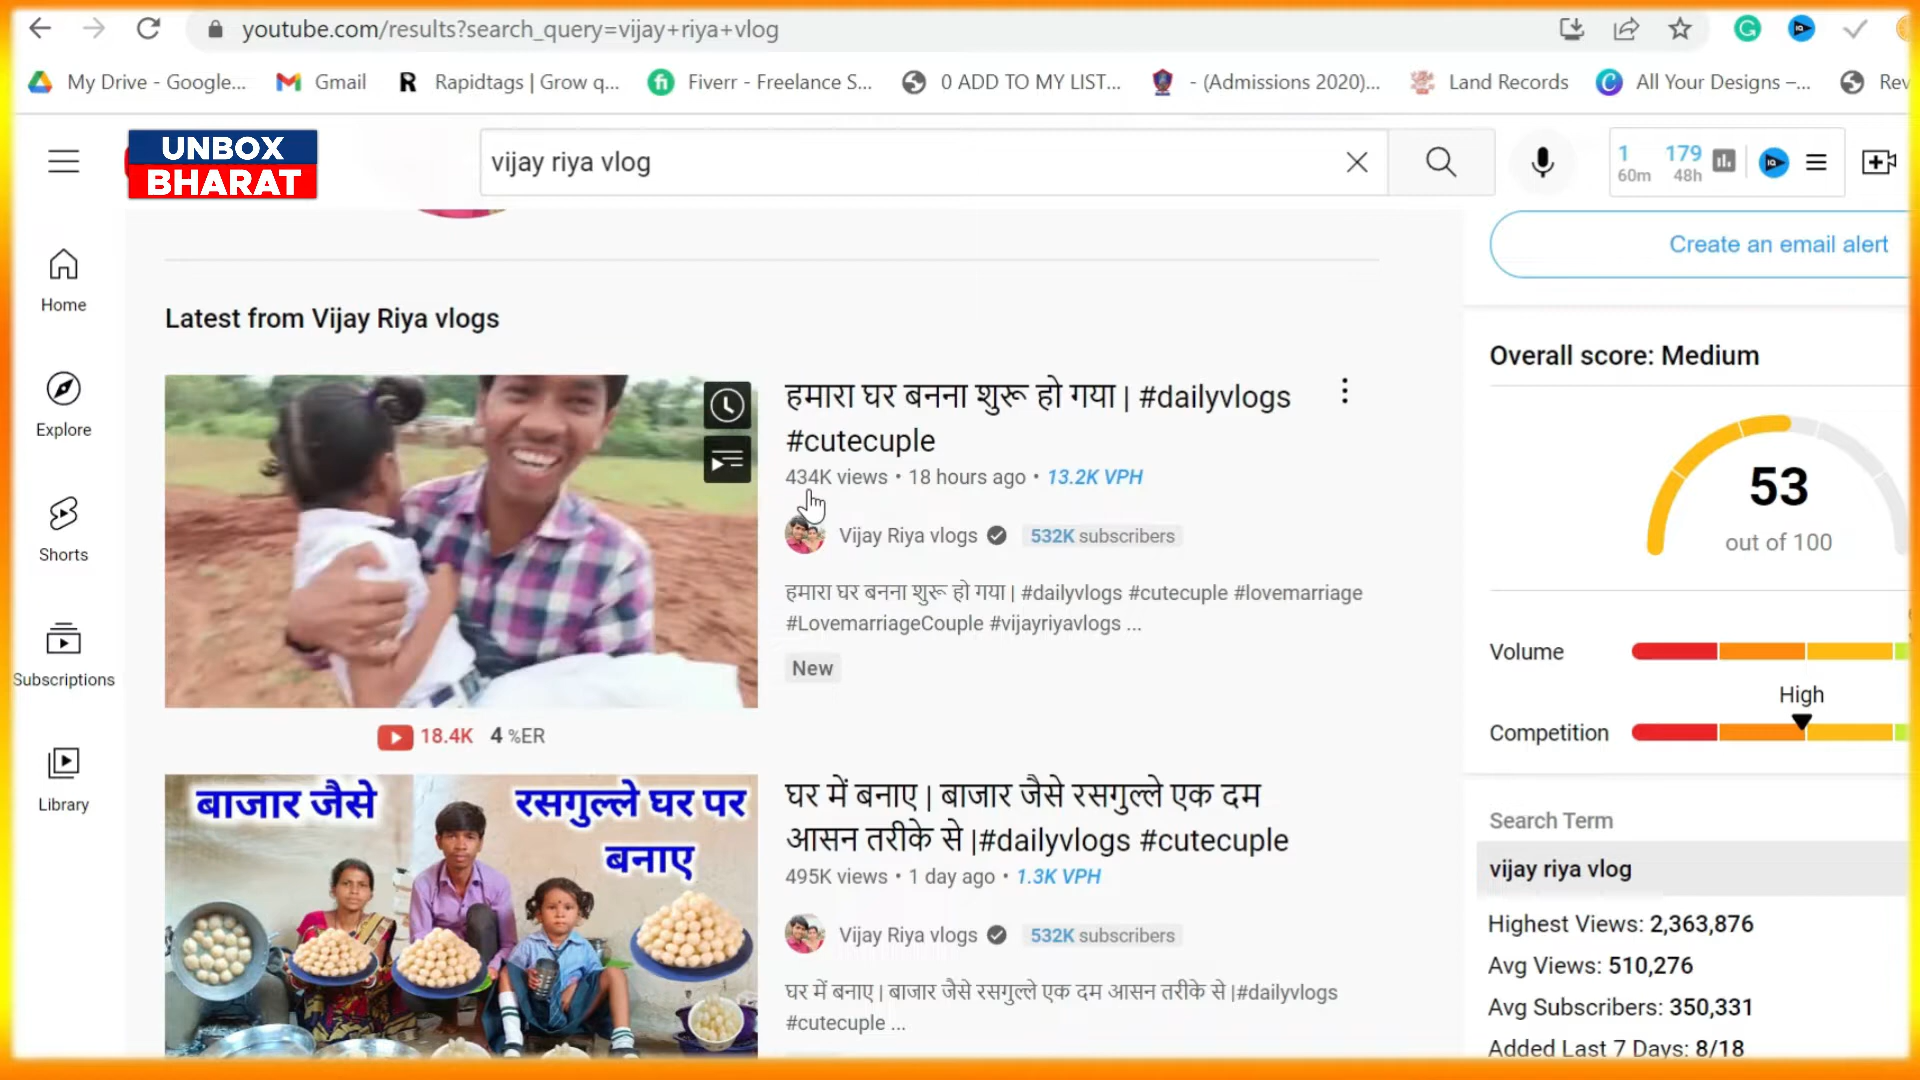 youtube.com/results?search_query=vijay+riya+vlog
My Drive - Google...
Gmail
Rapidtags | Grow q...
Fiverr - Freelance S...
0 ADD TO MY LIST...
- (Admissions 2020)...
Land Records
All Your Designs –...
Rev
UNBOX
BHARAT
vijay riya vlog
1 179
60m 48h
Create an email alert
Home
Explore
Shorts
Subscriptions
Library
Latest from Vijay Riya vlogs
हमारा घर बनना शुरू हो गया | #dailyvlogs
#cutecuple
434K views • 18 hours ago • 13.2K VPH
Vijay Riya vlogs
532K subscribers
हमारा घर बनना शुरू हो गया | #dailyvlogs #cutecuple #lovemarriage
#LovemarriageCouple #vijayriyavlogs ...
New
18.4K 4 %ER
बाजार जैसे रसगुल्ले घर पर
बनाए
घर में बनाए | बाजार जैसे रसगुल्ले एक दम
आसन तरीके से |#dailyvlogs #cutecuple
495K views • 1 day ago • 1.3K VPH
Vijay Riya vlogs
532K subscribers
घर में बनाए | बाजार जैसे रसगुल्ले एक दम आसन तरीके से |#dailyvlogs
#cutecuple ...
Overall score: Medium
53
out of 100
Volume
High
Competition
Search Term
vijay riya vlog
Highest Views: 2,363,876
Avg Views: 510,276
Avg Subscribers: 350,331
Added Last 7 Days: 8/18